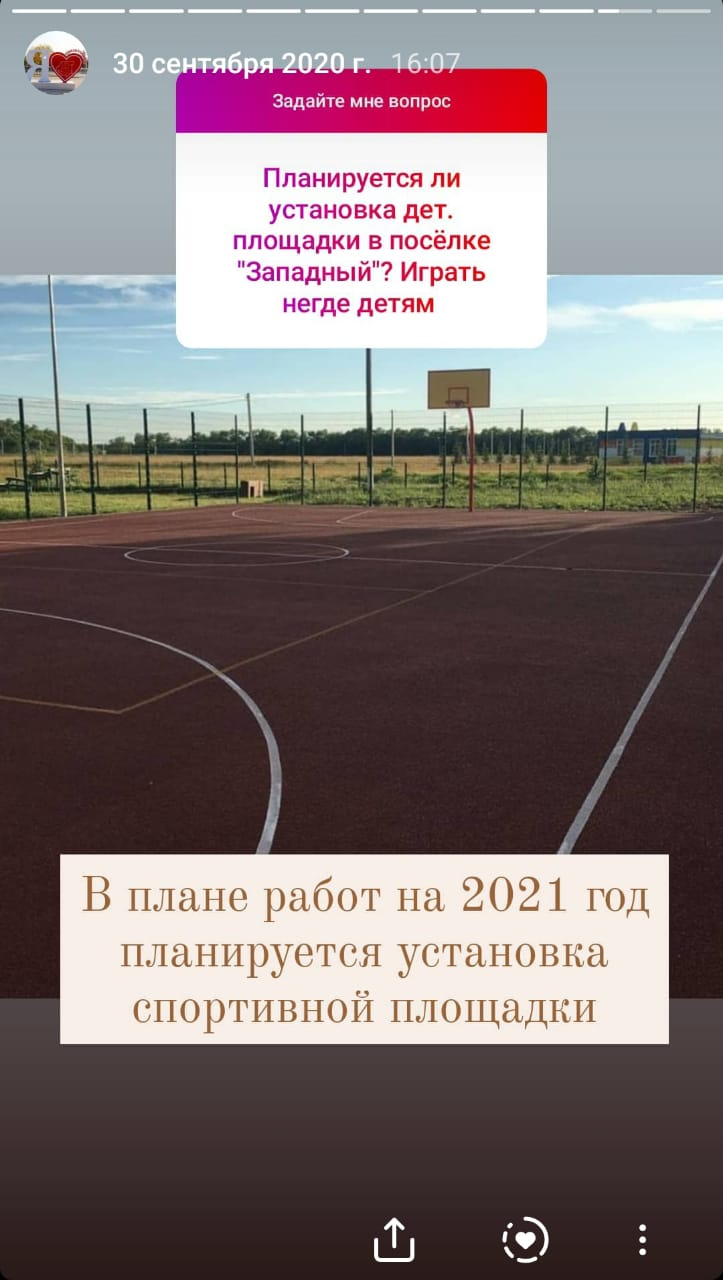 30 сентября 2020 г. 16:07
Задайте мне вопрос
Планируется ли
установка дет.
площадки в посёлке
"Западный"? Играть
негде детям
В плане работ на 2021 год
планируется установка
спортивной площадки